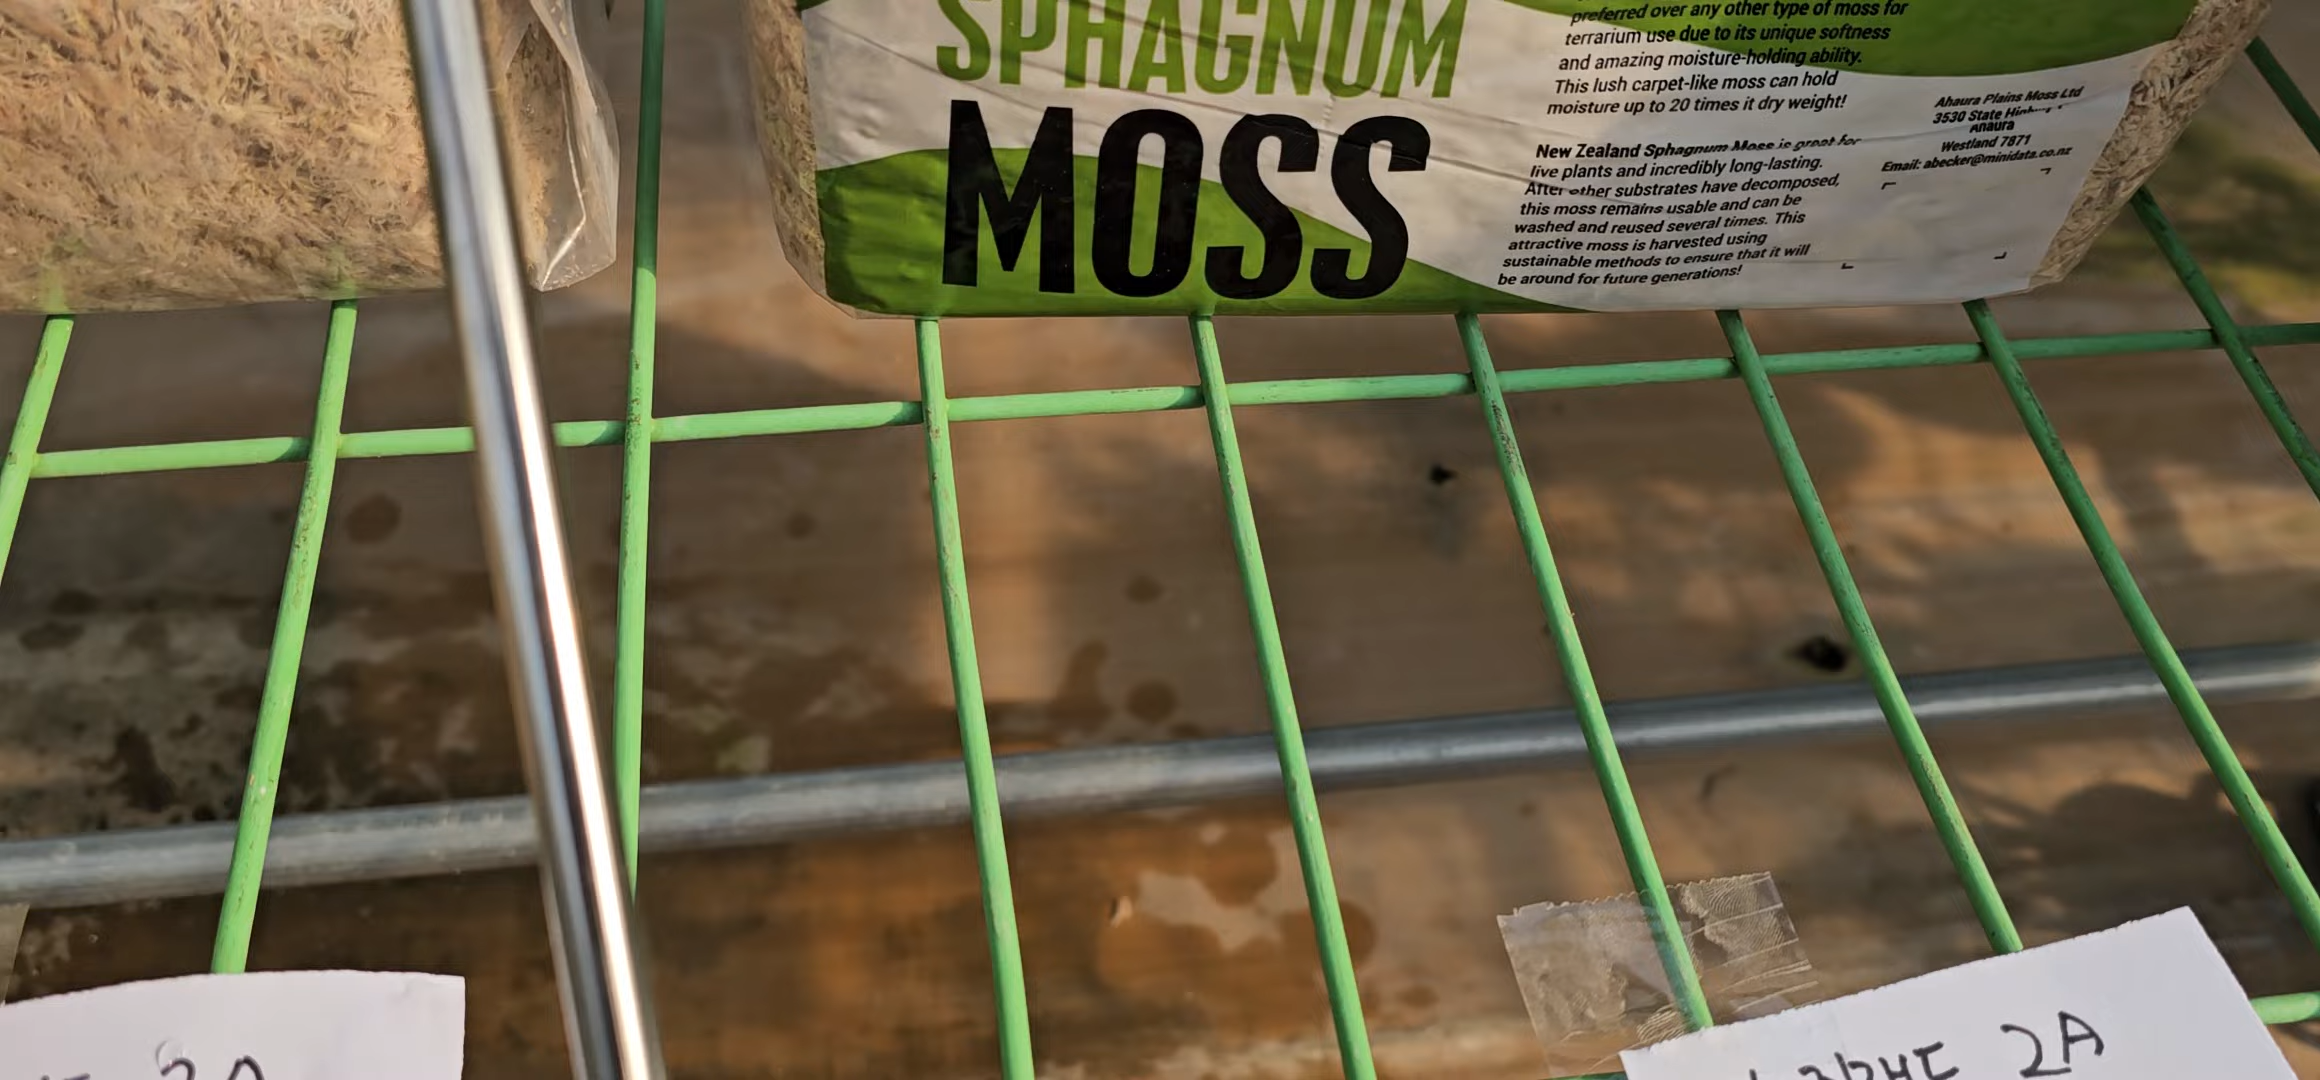 SPHAGNUM
MOSS
preferred over any other type of moss for
terrarium use due to its unique softness
and amazing moisture-holding ability.
This lush carpet-like moss can hold
moisture up to 20 times it dry weight!
New Zealand Sphagnum Moss is great for
live plants and incredibly long-lasting.
After other substrates have decomposed,
this moss remains usable and can be
washed and reused several times. This
attractive moss is harvested using
sustainable methods to ensure that it will
be around for future generations!
Ahaura Plains Moss Ltd
3530 State
Ahaura
Westland 7871
Email: abecker@minidata.co.nz
2A